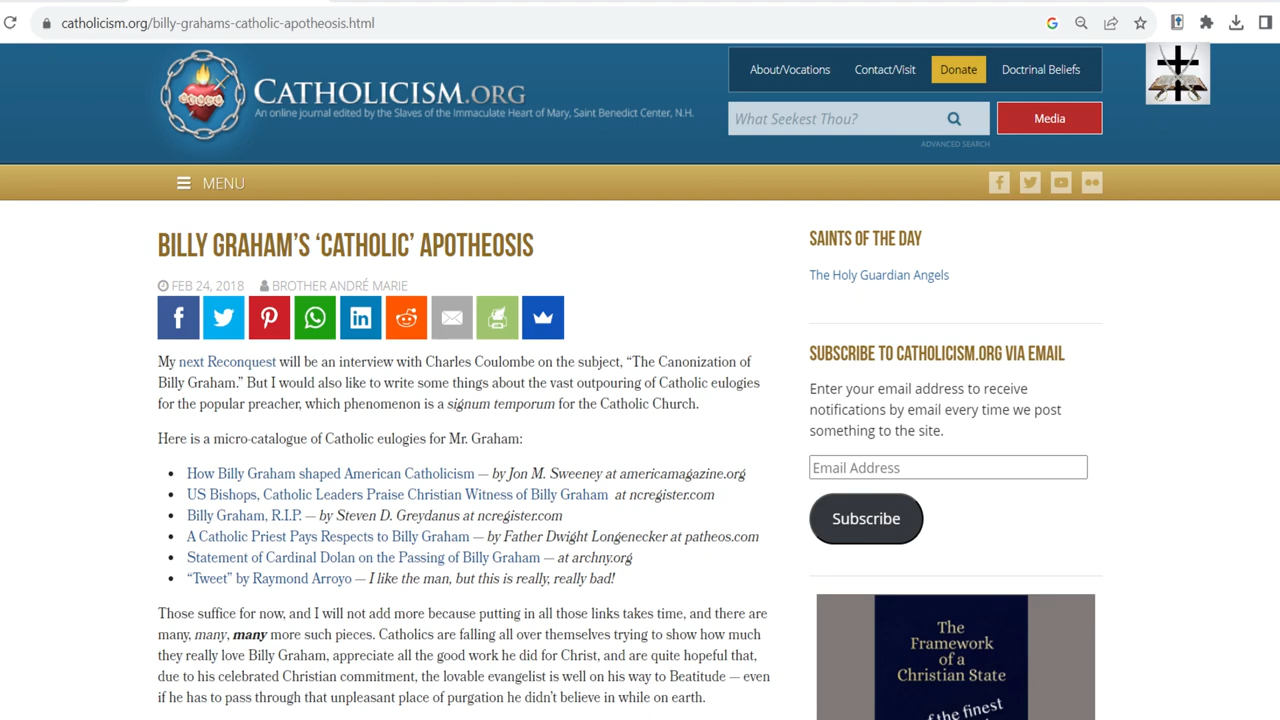 catholicism.org/billy-grahams-catholic-apotheosis.html
CATHOLICISM.ORG
An online journal edited by the Slaves of the Immaculate Heart of Mary, Saint Benedict Center, N.H.
About/Vocations Contact/Visit Donate Doctrinal Beliefs
What Seekest Thou? Media
ADVANCED SEARCH
MENU
BILLY GRAHAM’S ‘CATHOLIC’ APOTHEOSIS
FEB 24, 2018 BROTHER ANDRÉ MARIE
My next Reconquest will be an interview with Charles Coulombe on the subject, “The Canonization of
Billy Graham.” But I would also like to write some things about the vast outpouring of Catholic eulogies
for the popular preacher, which phenomenon is a signum temporum for the Catholic Church.
Here is a micro-catalogue of Catholic eulogies for Mr. Graham:
• How Billy Graham shaped American Catholicism — by Jon M. Sweeney at americamagazine.org
• US Bishops, Catholic Leaders Praise Christian Witness of Billy Graham at ncregister.com
• Billy Graham, R.I.P. — by Steven D. Greydanus at ncregister.com
• A Catholic Priest Pays Respects to Billy Graham — by Father Dwight Longenecker at patheos.com
• Statement of Cardinal Dolan on the Passing of Billy Graham — at archny.org
• “Tweet” by Raymond Arroyo — I like the man, but this is really, really bad!
Those suffice for now, and I will not add more because putting in all those links takes time, and there are
many, many, many more such pieces. Catholics are falling all over themselves trying to show how much
they really love Billy Graham, appreciate all the good work he did for Christ, and are quite hopeful that,
due to his celebrated Christian commitment, the lovable evangelist is well on his way to Beatitude — even
if he has to pass through that unpleasant place of purgation he didn’t believe in while on earth.
SAINTS OF THE DAY
The Holy Guardian Angels
SUBSCRIBE TO CATHOLICISM.ORG VIA EMAIL
Enter your email address to receive
notifications by email every time we post
something to the site.
Email Address
Subscribe
The
Framework
of a
Christian State
of the finest